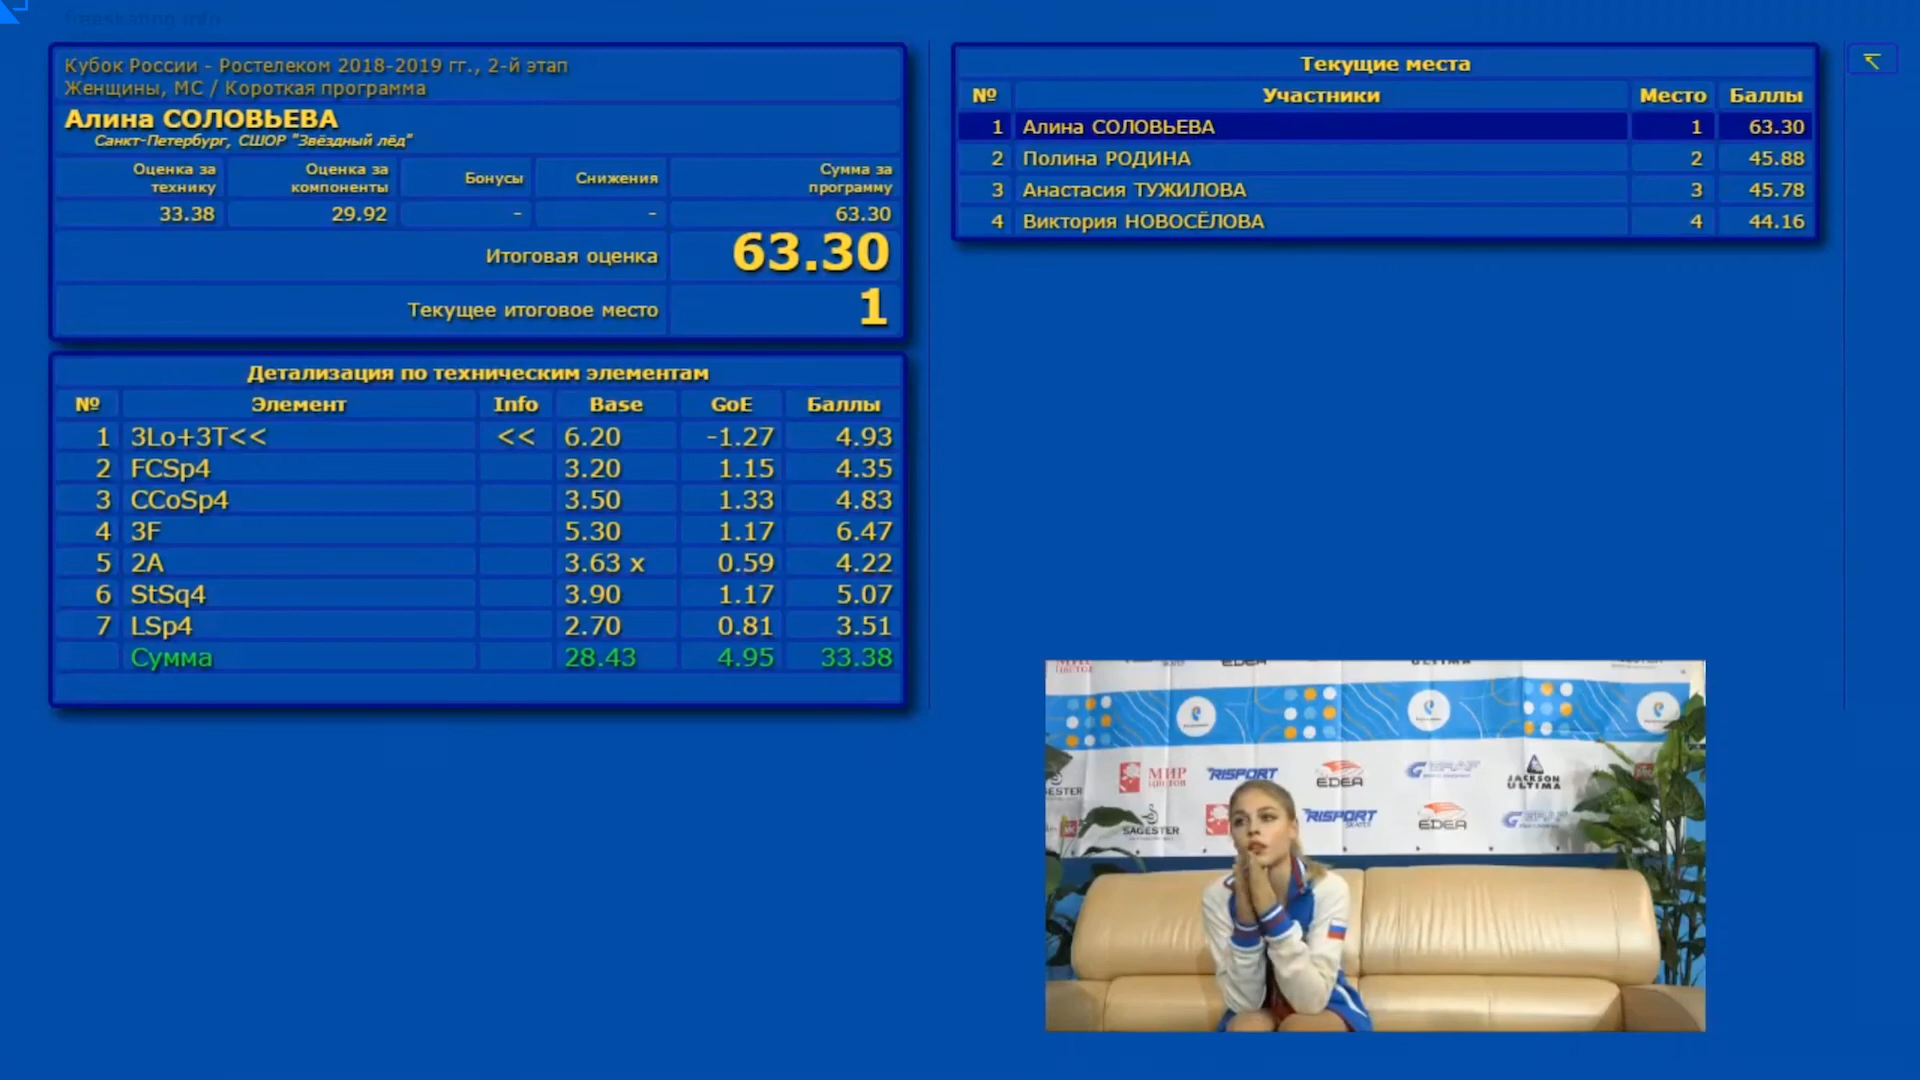 freeskating.info
Кубок России - Ростелеком 2018-2019 гг., 2-й этап
Женщины, МС / Короткая программа
Алина СОЛОВЬЕВА
Санкт-Петербург, СШОР "Звёздный лёд"
Оценка за технику Оценка за компоненты Бонусы Снижения Сумма за программу
33.38 29.92 - - 63.30
Итоговая оценка 63.30
Текущее итоговое место 1
Детализация по техническим элементам
№ Элемент Info Base GoE Баллы
1 3Lo+3T<< << 6.20 -1.27 4.93
2 FCSp4 3.20 1.15 4.35
3 CCoSp4 3.50 1.33 4.83
4 3F 5.30 1.17 6.47
5 2A 3.63 x 0.59 4.22
6 StSq4 3.90 1.17 5.07
7 LSp4 2.70 0.81 3.51
Сумма 28.43 4.95 33.38
Текущие места
№ Участники Место Баллы
1 Алина СОЛОВЬЕВА 1 63.30
2 Полина РОДИНА 2 45.88
3 Анастасия ТУЖИЛОВА 3 45.78
4 Виктория НОВОСЁЛОВА 4 44.16
EDEA ULTIMA
МИР ЦВЕТОВ RISPORT EDEA GRAF JACKSON ULTIMA
SAGESTER RISPORT SKATES EDEA GRAF